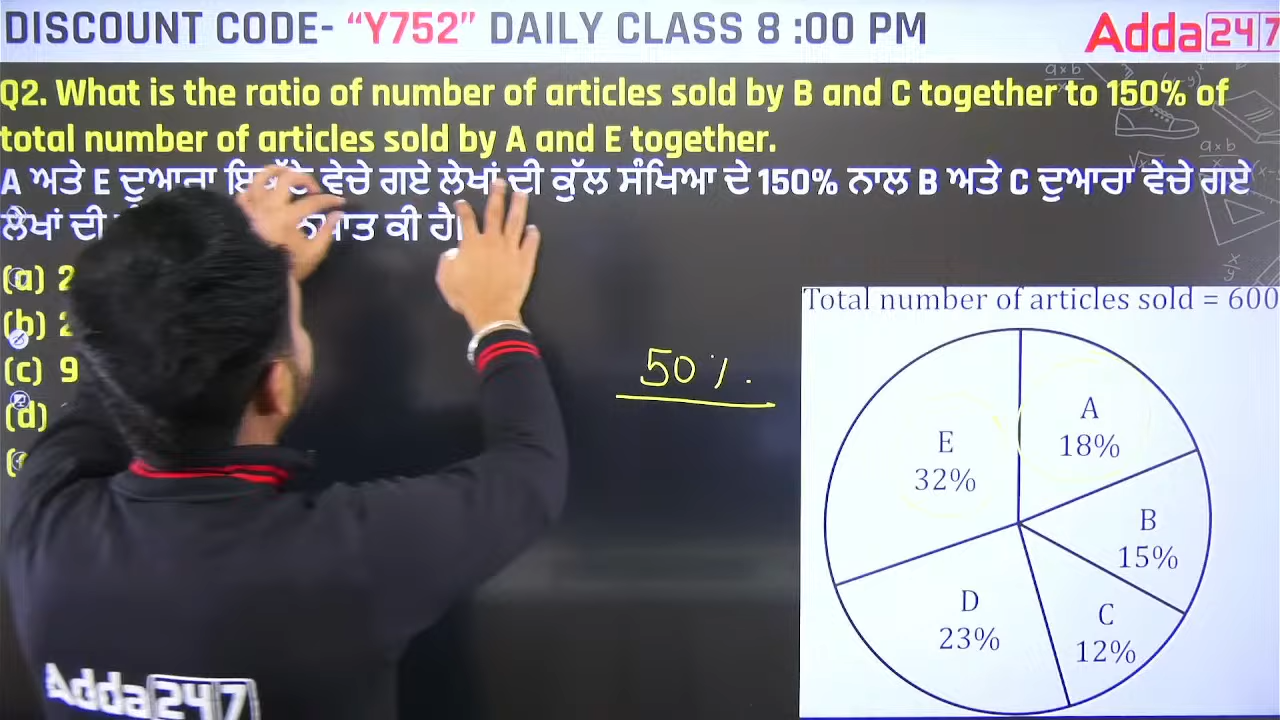 DISCOUNT CODE- “Y752” DAILY CLASS 8 :00 PM
Adda247
Q2. What is the ratio of number of articles sold by B and C together to 150% of
total number of articles sold by A and E together.
A ਅਤੇ E ਦੁਆਰਾ ਵੇਚੇ ਗਏ ਲੇਖਾਂ ਦੀ ਕੁੱਲ ਸੰਖਿਆ ਦੇ 150% ਨਾਲ B ਅਤੇ C ਦੁਆਰਾ ਵੇਚੇ ਗਏ
ਲੇਖਾਂ ਦੀ ਕੀ ਹੈ।
(a) 2
(b) 2
(c) 9
(d)
50%.
Total number of articles sold = 600
A
18%
E
32%
B
15%
D
23%
C
12%
Adda247